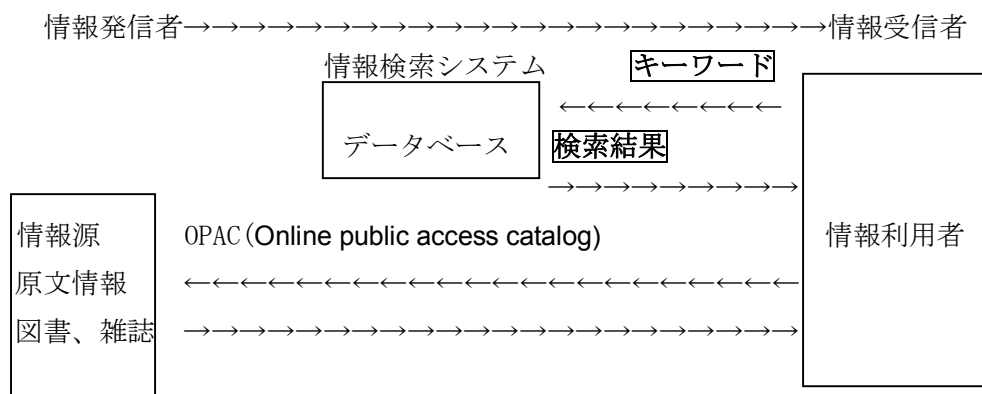 情報発信者→→→→→→→→→→→→→→→→→→→→→→→情報受信者
情報検索システム キーワード
←←←←←←←←
データベース 検索結果
→→→→→→→→→
情報源 OPAC(Online public access catalog) 情報利用者
原文情報 ←←←←←←←←←←←←←←←←←←←←←←
図書、雑誌 →→→→→→→→→→→→→→→→→→→→→→